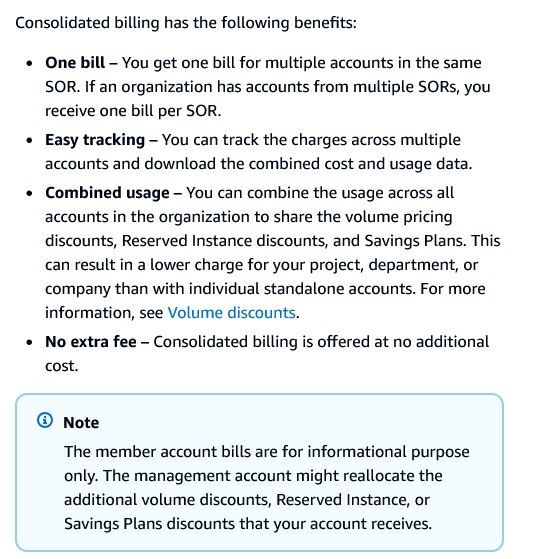 Consolidated billing has the following benefits:
• One bill – You get one bill for multiple accounts in the same
SOR. If an organization has accounts from multiple SORs, you
receive one bill per SOR.
• Easy tracking – You can track the charges across multiple
accounts and download the combined cost and usage data.
• Combined usage – You can combine the usage across all
accounts in the organization to share the volume pricing
discounts, Reserved Instance discounts, and Savings Plans. This
can result in a lower charge for your project, department, or
company than with individual standalone accounts. For more
information, see Volume discounts.
• No extra fee – Consolidated billing is offered at no additional
cost.
Note
The member account bills are for informational purpose
only. The management account might reallocate the
additional volume discounts, Reserved Instance, or
Savings Plans discounts that your account receives.